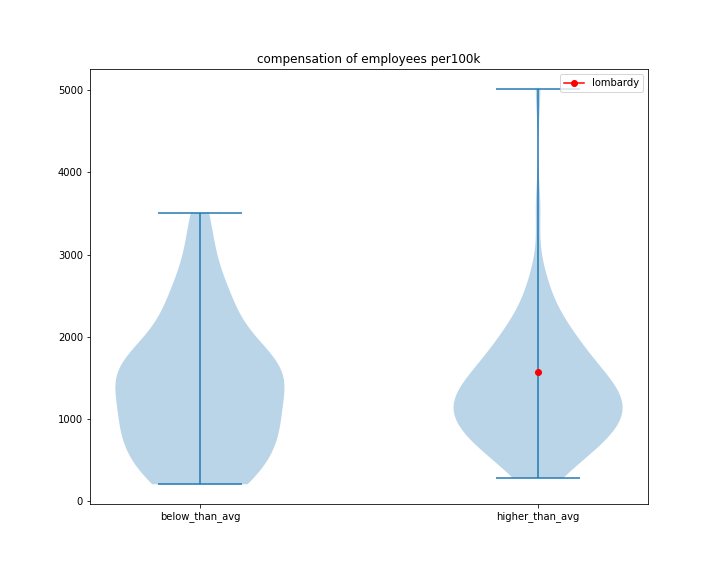 compensation of employees per100k
lombardy
5000
4000
3000
2000
1000
0
below_than_avg
higher_than_avg